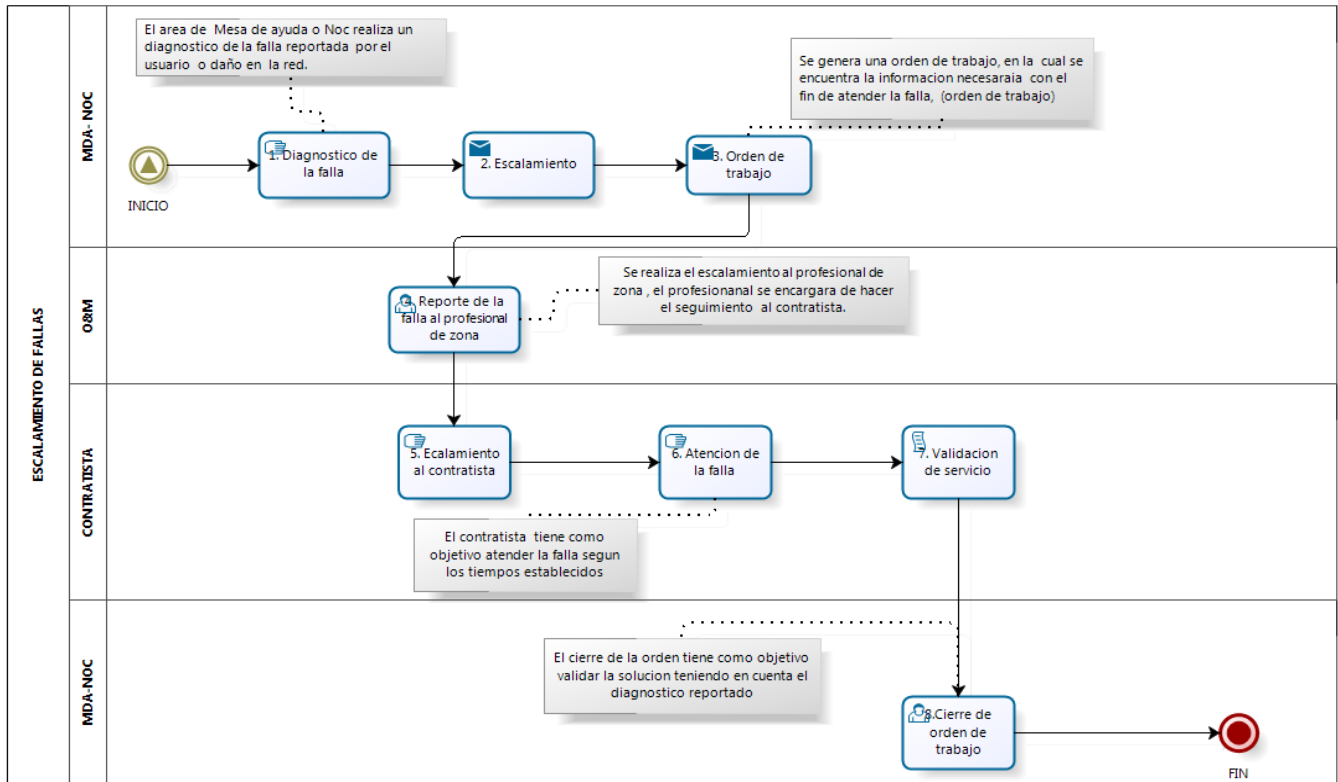 ESCALAMIENTO DE FALLAS
MDA- NOC
El area de Mesa de ayuda o Noc realiza un
diagnostico de la falla reportada por el
usuario o daño en la red.
Se genera una orden de trabajo, en la cual se
encuentra la informacion necesaraia con el
fin de atender la falla, (orden de trabajo)
INICIO
1. Diagnostico de
la falla
2. Escalamiento
3. Orden de
trabajo
O&M
4. Reporte de la
falla al profesional
de zona
Se realiza el escalamiento al profesional de
zona , el profesionanal se encargara de hacer
el seguimiento al contratista.
CONTRATISTA
5. Ecalamiento
al contratista
6. Atencion de
la falla
7. Validacion
de servicio
El contratista tiene como
objetivo atender la falla segun
los tiempos establecidos
MDA-NOC
El cierre de la orden tiene como objetivo
validar la solucion teniendo en cuenta el
diagnostico reportado
8.Cierre de
orden de
trabajo
FIN